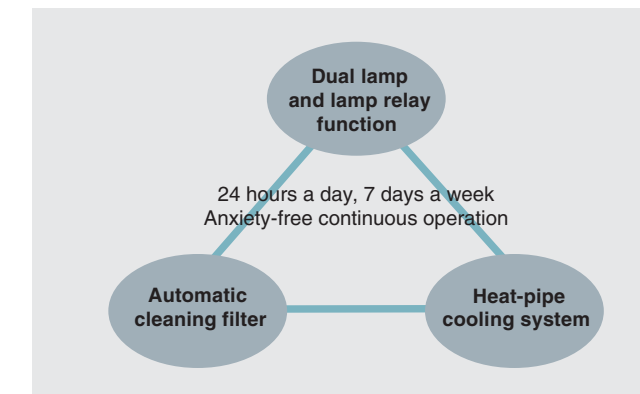 Dual lamp
and lamp relay
function
24 hours a day, 7 days a week
Anxiety-free continuous operation
Automatic
cleaning filter
Heat-pipe
cooling system